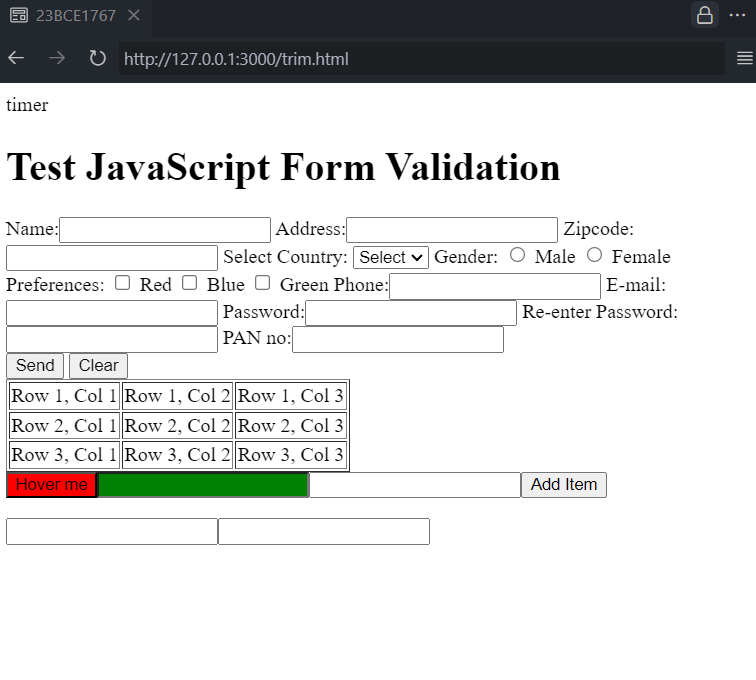 23BCE1767
http://127.0.0.1:3000/trim.html
timer
Test JavaScript Form Validation
Name: Address: Zipcode:
Select Country: Select Gender: Male Female
Preferences: Red Blue Green Phone: E-mail:
Password: Re-enter Password:
PAN no:
Send Clear
Row 1, Col 1 Row 1, Col 2 Row 1, Col 3
Row 2, Col 1 Row 2, Col 2 Row 2, Col 3
Row 3, Col 1 Row 3, Col 2 Row 3, Col 3
Hover me Add Item